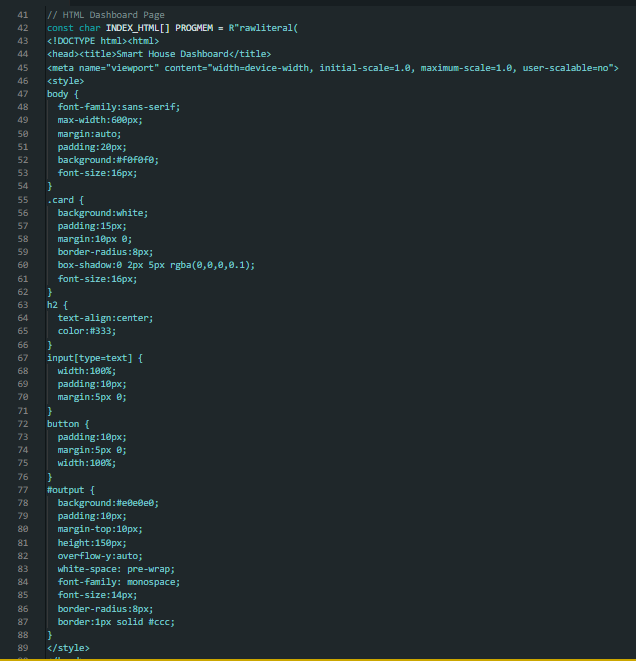 41 // HTML Dashboard Page
42 const char INDEX_HTML[] PROGMEM = R"rawliteral(
43 <!DOCTYPE html><html>
44 <head><title>Smart House Dashboard</title>
45 <meta name="viewport" content="width=device-width, initial-scale=1.0, maximum-scale=1.0, user-scalable=no">
46 <style>
47 body {
48 font-family:sans-serif;
49 max-width:600px;
50 margin:auto;
51 padding:20px;
52 background:#f0f0f0;
53 font-size:16px;
54 }
55 .card {
56 background:white;
57 padding:15px;
58 margin:10px 0;
59 border-radius:8px;
60 box-shadow:0 2px 5px rgba(0,0,0,0.1);
61 font-size:16px;
62 }
63 h2 {
64 text-align:center;
65 color:#333;
66 }
67 input[type=text] {
68 width:100%;
69 padding:10px;
70 margin:5px 0;
71 }
72 button {
73 padding:10px;
74 margin:5px 0;
75 width:100%;
76 }
77 #output {
78 background:#e0e0e0;
79 padding:10px;
80 margin-top:10px;
81 height:150px;
82 overflow-y:auto;
83 white-space: pre-wrap;
84 font-family: monospace;
85 font-size:14px;
86 border-radius:8px;
87 border:1px solid #ccc;
88 }
89 </style>